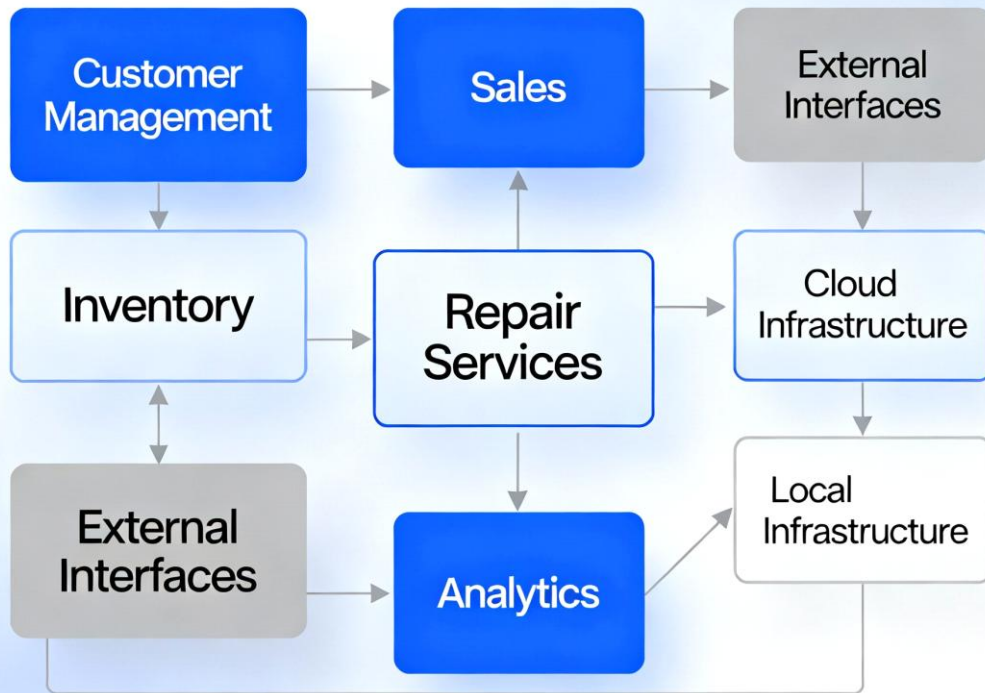 Customer
Management
Sales
External
Interfaces
Inventory
Repair
Services
Cloud
Infrastructure
External
Interfaces
Analytics
Local
Infrastructure